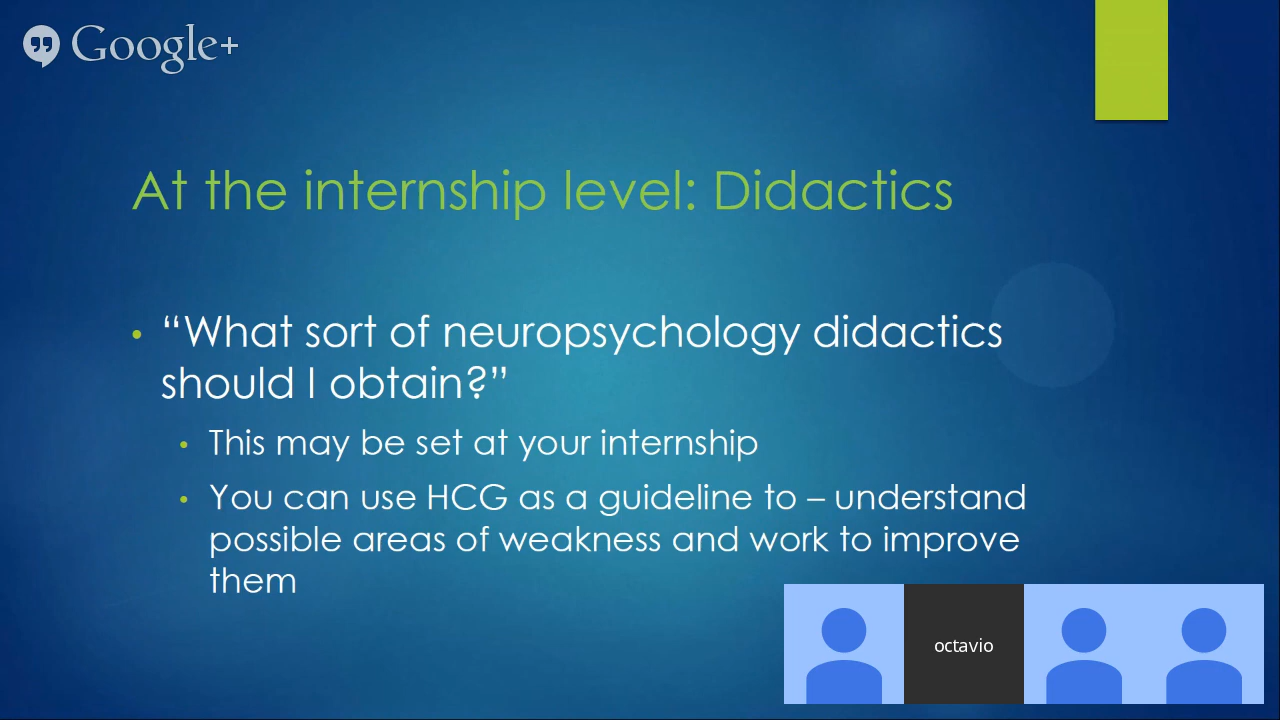 Google+
At the internship level: Didactics
• “What sort of neuropsychology didactics
should I obtain?”
• This may be set at your internship
• You can use HCG as a guideline to – understand
possible areas of weakness and work to improve
them
octavio